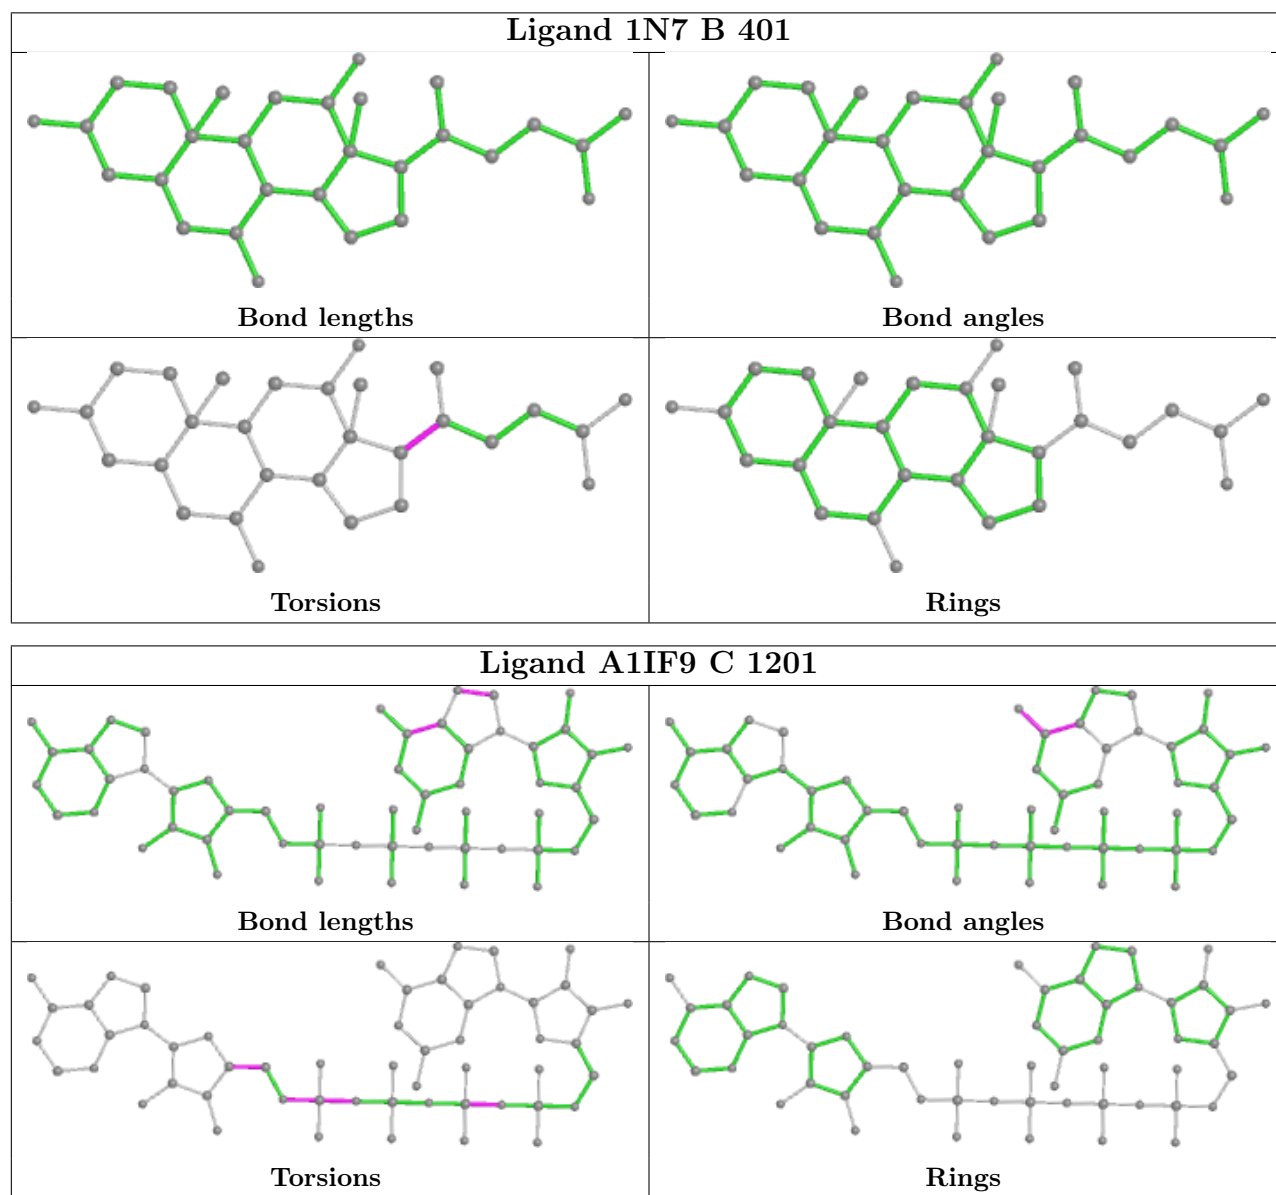 Ligand 1N7 B 401
Bond lengths
Bond angles
Torsions
Rings
Ligand A1IF9 C 1201
Bond lengths
Bond angles
Torsions
Rings